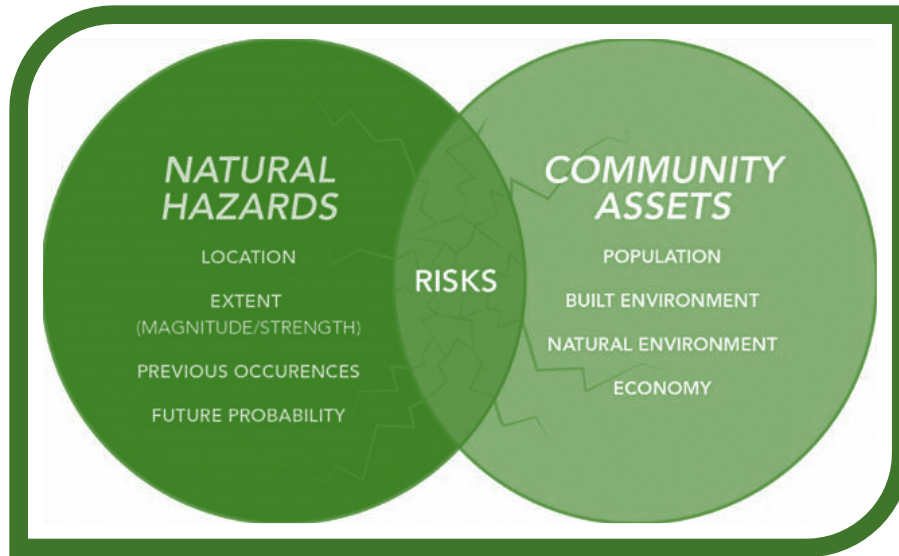 NATURAL
HAZARDS
LOCATION
EXTENT
(MAGNITUDE/STRENGTH)
PREVIOUS OCCURENCES
FUTURE PROBABILITY
RISKS
COMMUNITY
ASSETS
POPULATION
BUILT ENVIRONMENT
NATURAL ENVIRONMENT
ECONOMY